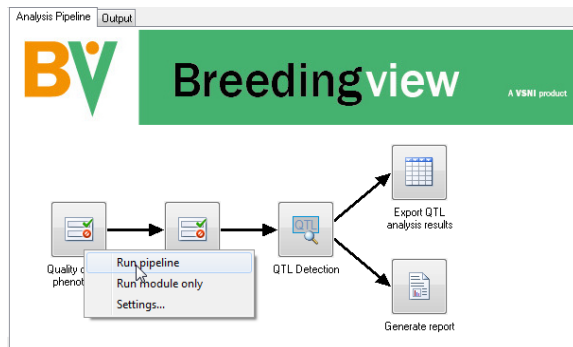 Analysis Pipeline Output
BV
Breedingview
A VSNi product
Export QTL
analysis results
Quality
phenot
QTL Detection
Run pipeline
Run module only
Settings...
Generate report